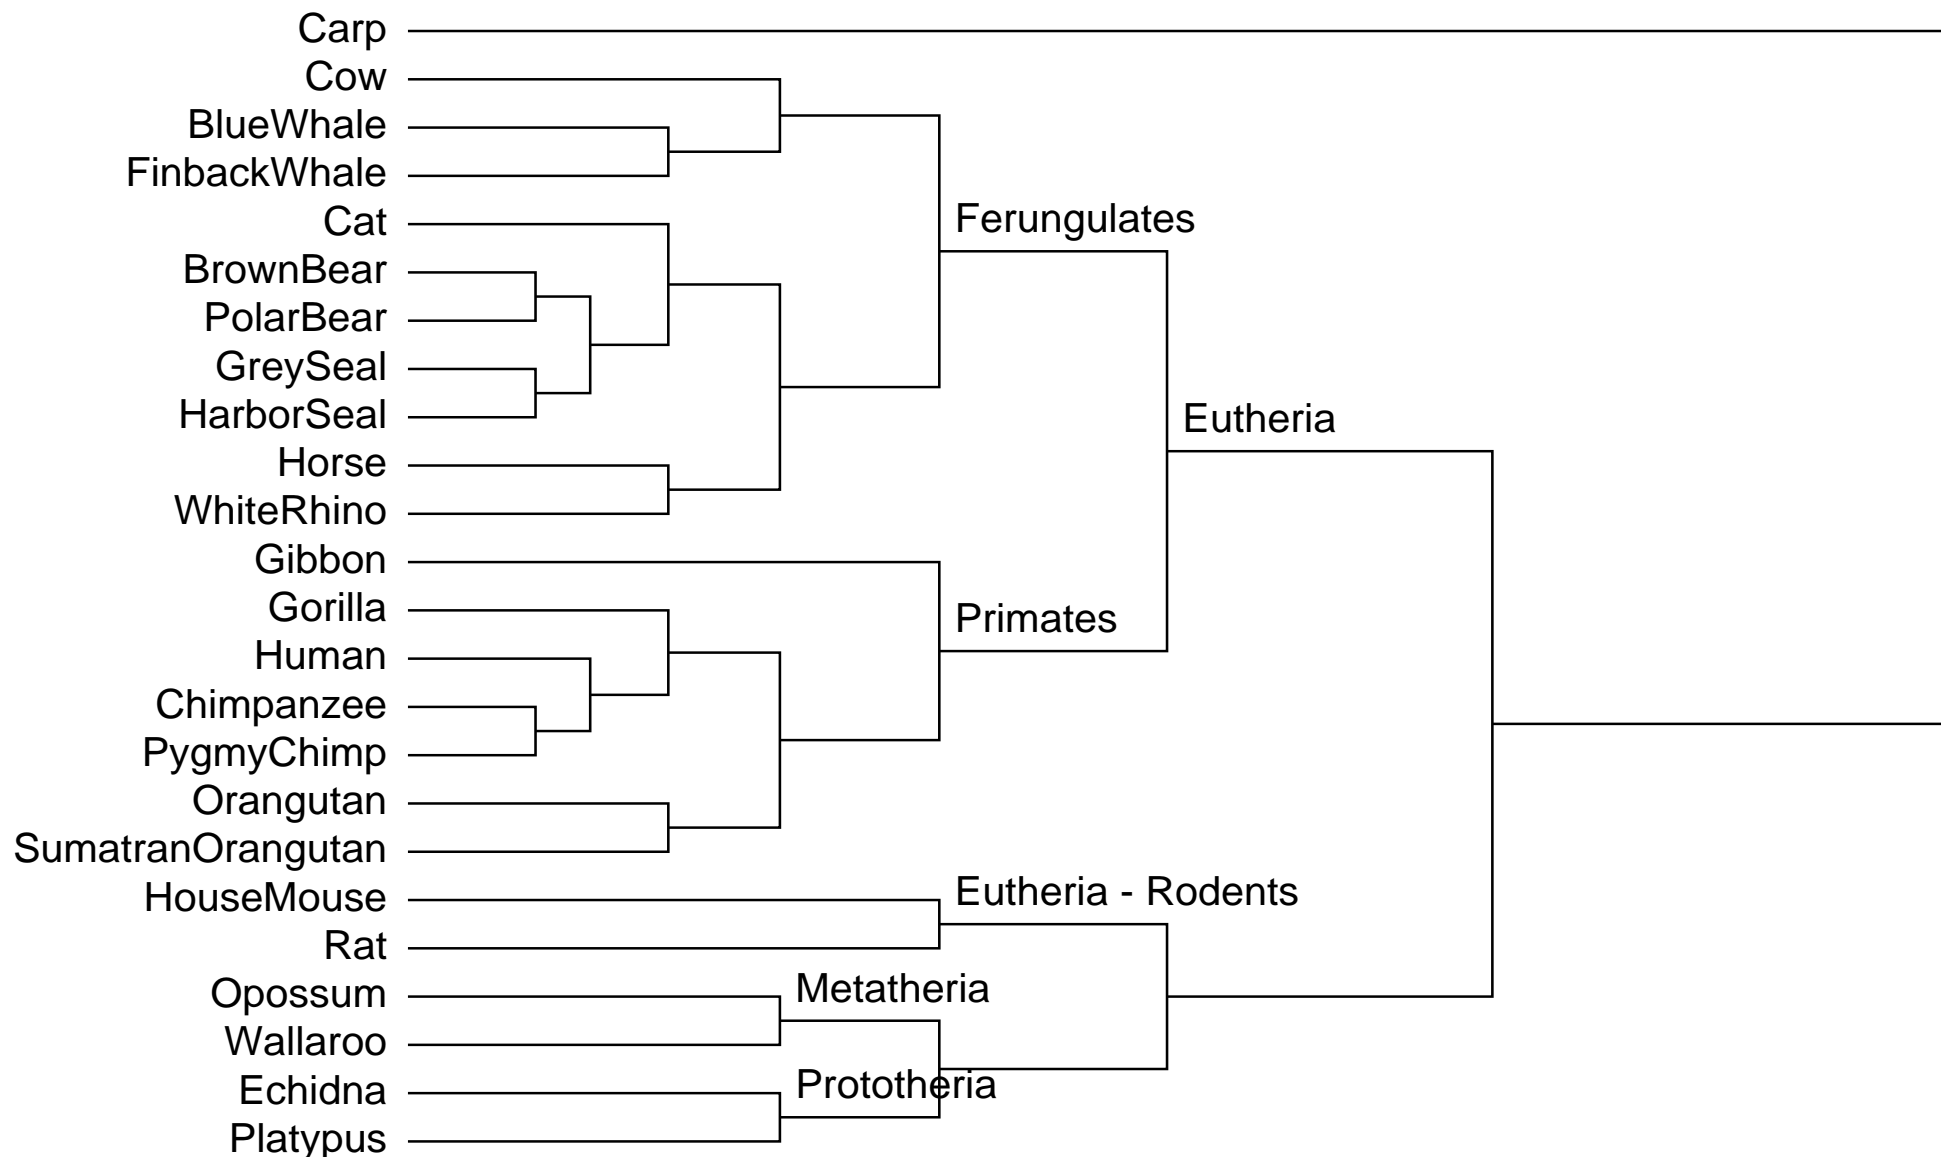 Carp
Cow
BlueWhale
FinbackWhale
Cat
Ferungulates
BrownBear
PolarBear
GreySeal
HarborSeal
Eutheria
Horse
WhiteRhino
Gibbon
Gorilla
Primates
Human
Chimpanzee
PygmyChimp
Orangutan
SumatranOrangutan
HouseMouse
Eutheria - Rodents
Rat
Opossum
Metatheria
Wallaroo
Echidna
Prototheria
Platypus